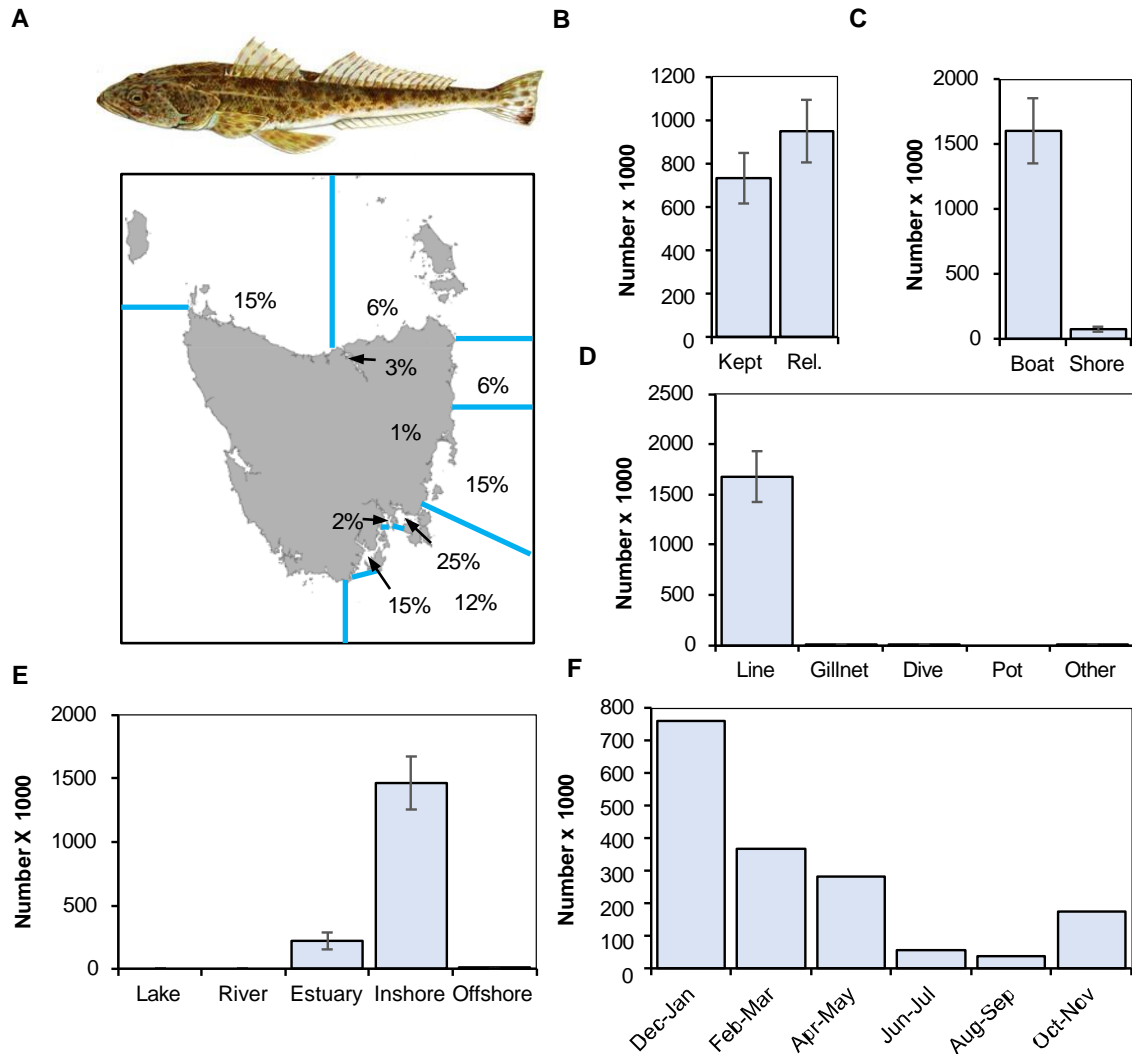 A
B
C
15%
6%
3%
6%
1%
15%
2%
25%
15%
12%
Number x 1000
1200
1000
800
600
400
200
0
Kept Rel.
Number x 1000
2000
1500
1000
500
0
Boat Shore
D
Number x 1000
2500
2000
1500
1000
500
0
Line Gillnet Dive Pot Other
E
Number X 1000
2000
1500
1000
500
0
Lake River Estuary Inshore Offshore
F
Number x 1000
800
700
600
500
400
300
200
100
0
Dec-Jan Feb-Mar Apr-May Jun-Jul Aug-Sep Oct-Nov